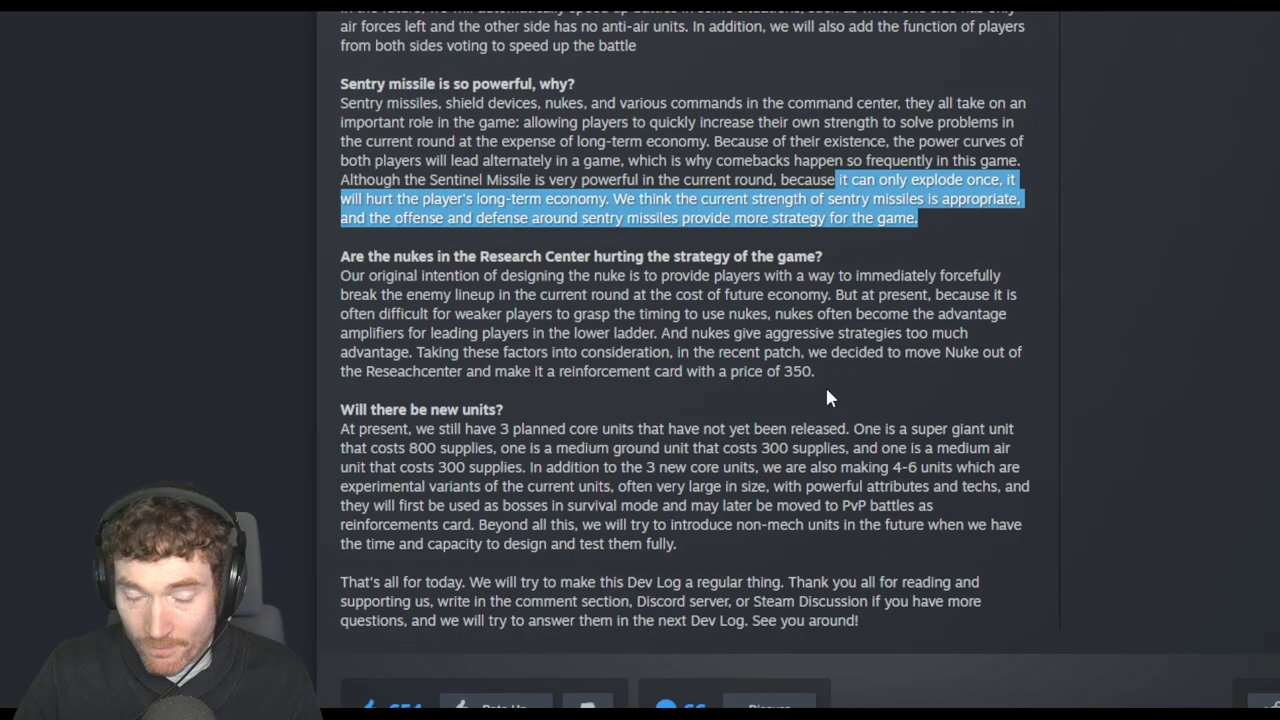 air forces left and the other side has no anti-air units. In addition, we will also add the function of players
from both sides voting to speed up the battle
Sentry missile is so powerful, why?
Sentry missiles, shield devices, nukes, and various commands in the command center, they all take on an
important role in the game: allowing players to quickly increase their own strength to solve problems in
the current round at the expense of long-term economy. Because of their existence, the power curves of
both players will lead alternately in a game, which is why comebacks happen so frequently in this game.
Although the Sentinel Missile is very powerful in the current round, because it can only explode once, it
will hurt the player's long-term economy. We think the current strength of sentry missiles is appropriate,
and the offense and defense around sentry missiles provide more strategy for the game.
Are the nukes in the Research Center hurting the strategy of the game?
Our original intention of designing the nuke is to provide players with a way to immediately forcefully
break the enemy lineup in the current round at the cost of future economy. But at present, because it is
often difficult for weaker players to grasp the timing to use nukes, nukes often become the advantage
amplifiers for leading players in the lower ladder. And nukes give aggressive strategies too much
advantage. Taking these factors into consideration, in the recent patch, we decided to move Nuke out of
the Reseachcenter and make it a reinforcement card with a price of 350.
Will there be new units?
At present, we still have 3 planned core units that have not yet been released. One is a super giant unit
that costs 800 supplies, one is a medium ground unit that costs 300 supplies, and one is a medium air
unit that costs 300 supplies. In addition to the 3 new core units, we are also making 4-6 units which are
experimental variants of the current units, often very large in size, with powerful attributes and techs, and
they will first be used as bosses in survival mode and may later be moved to PvP battles as
reinforcements card. Beyond all this, we will try to introduce non-mech units in the future when we have
the time and capacity to design and test them fully.
That's all for today. We will try to make this Dev Log a regular thing. Thank you all for reading and
supporting us, write in the comment section, Discord server, or Steam Discussion if you have more
questions, and we will try to answer them in the next Dev Log. See you around!